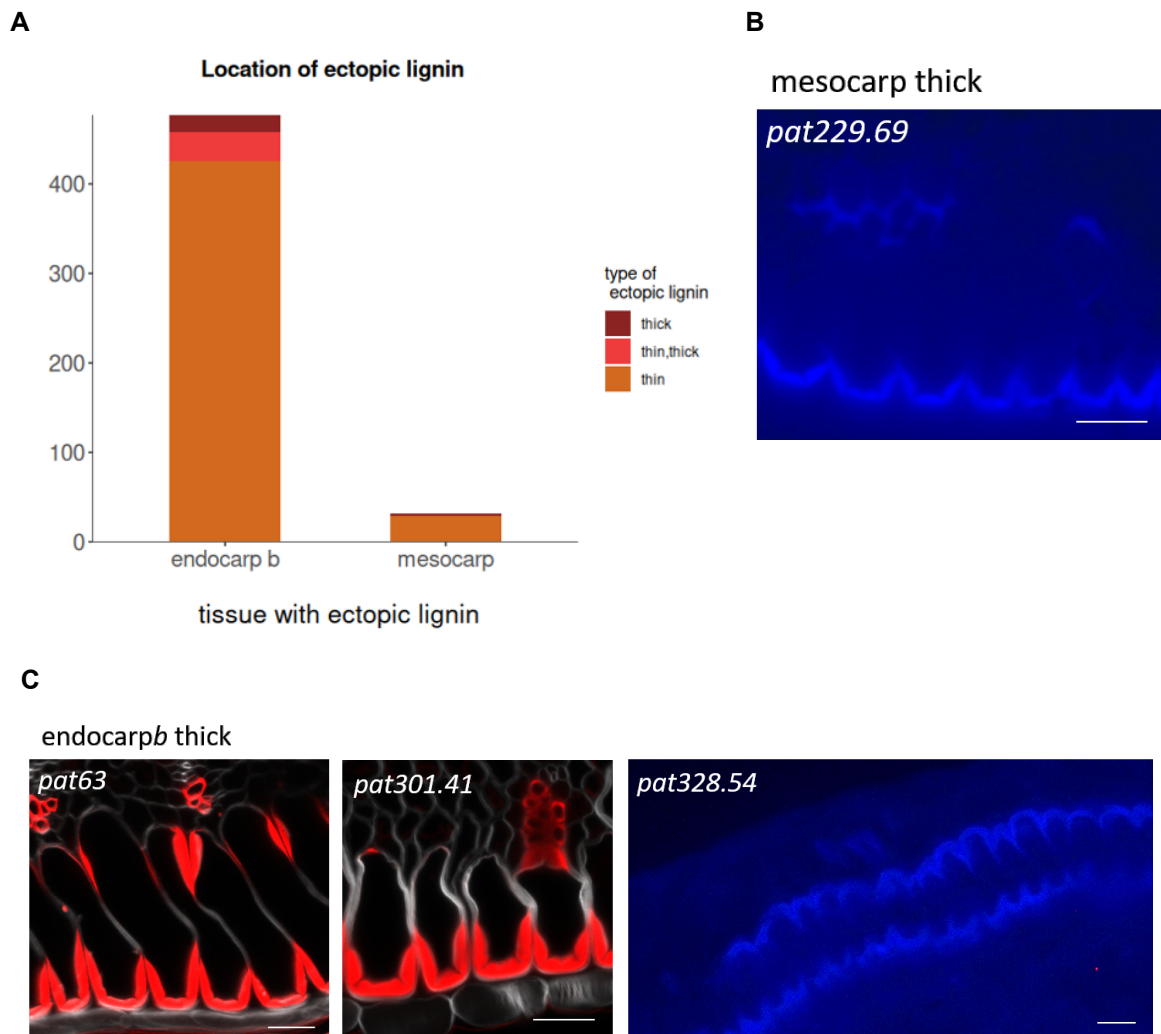 A
Location of ectopic lignin
400
300
200
100
0
endocarp b
mesocarp
tissue with ectopic lignin
type of
ectopic lignin
thick
thin,thick
thin
B
mesocarp thick
pat229.69
C
endocarpb thick
pat63
pat301.41
pat328.54